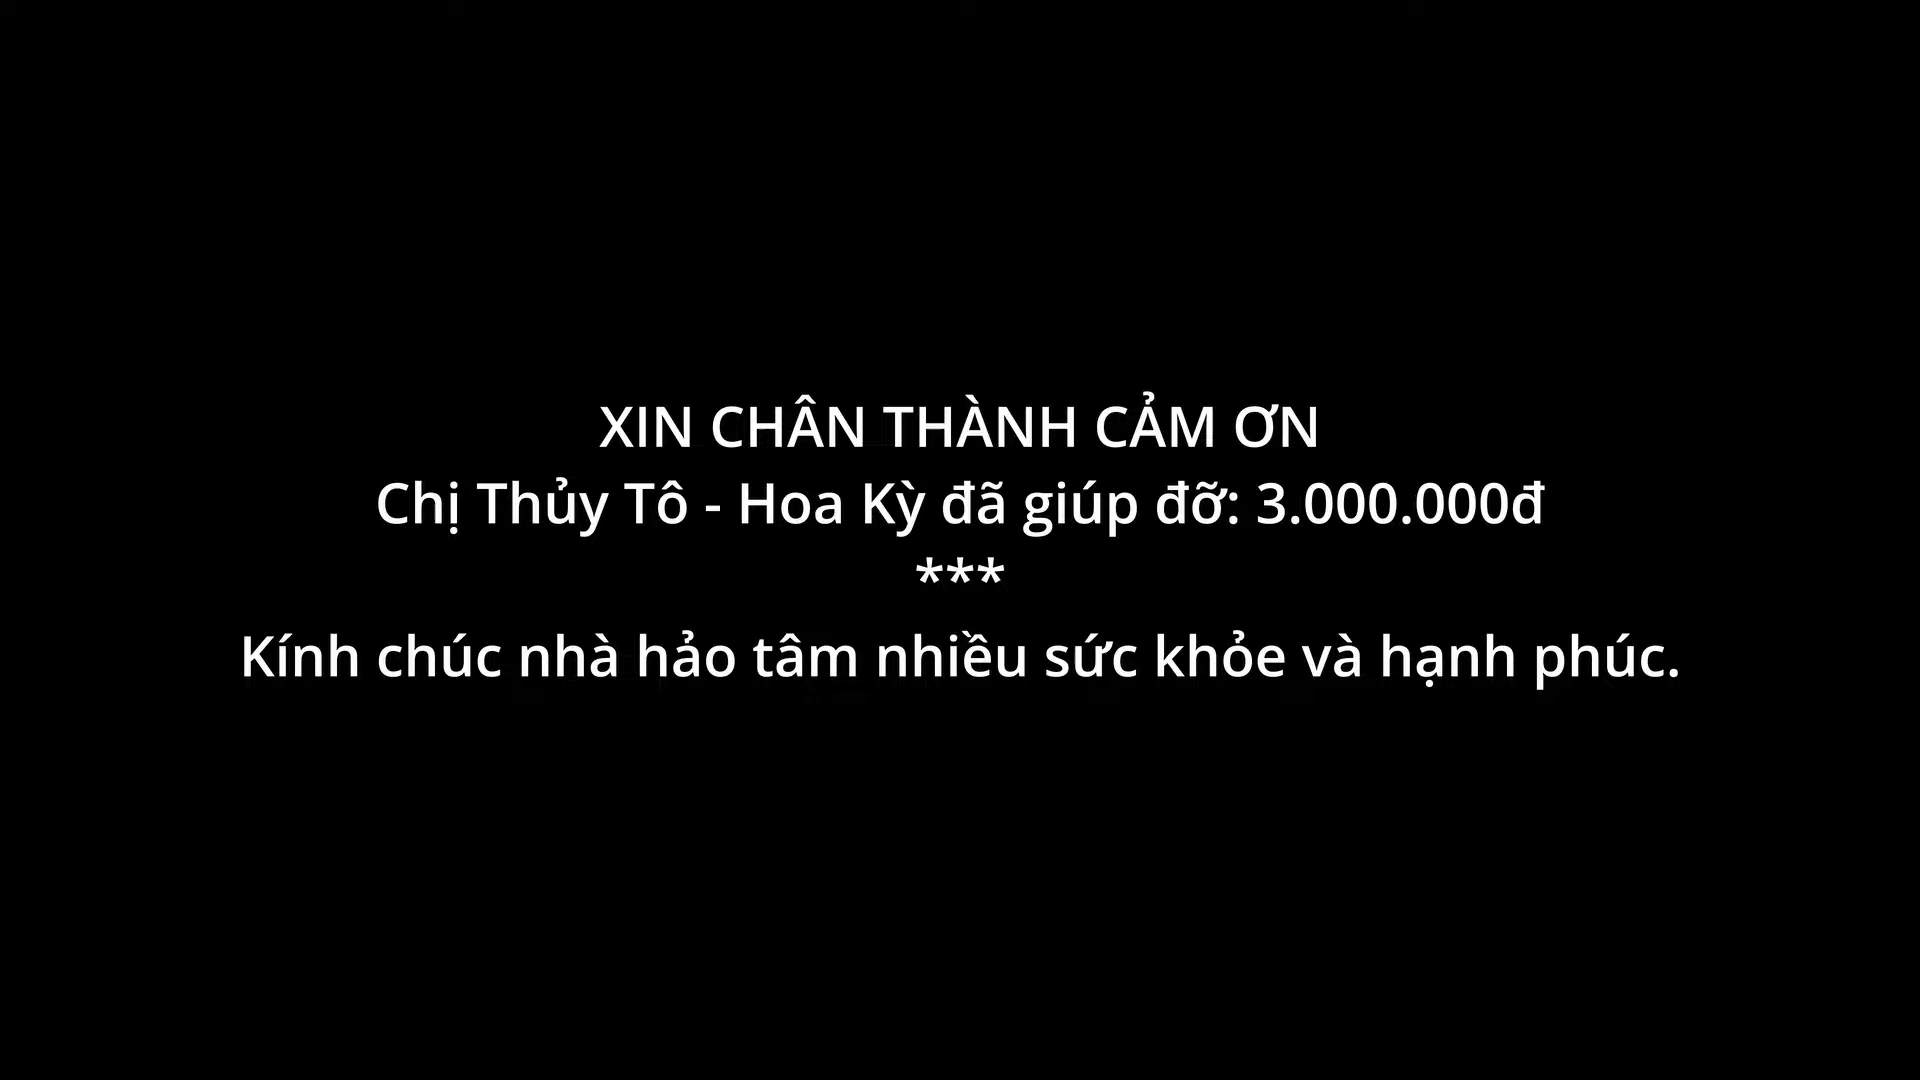 XIN CHÂN THÀNH CẢM ƠN
Chị Thủy Tô - Hoa Kỳ đã giúp đỡ: 3.000.000đ
***
Kính chúc nhà hảo tâm nhiều sức khỏe và hạnh phúc.